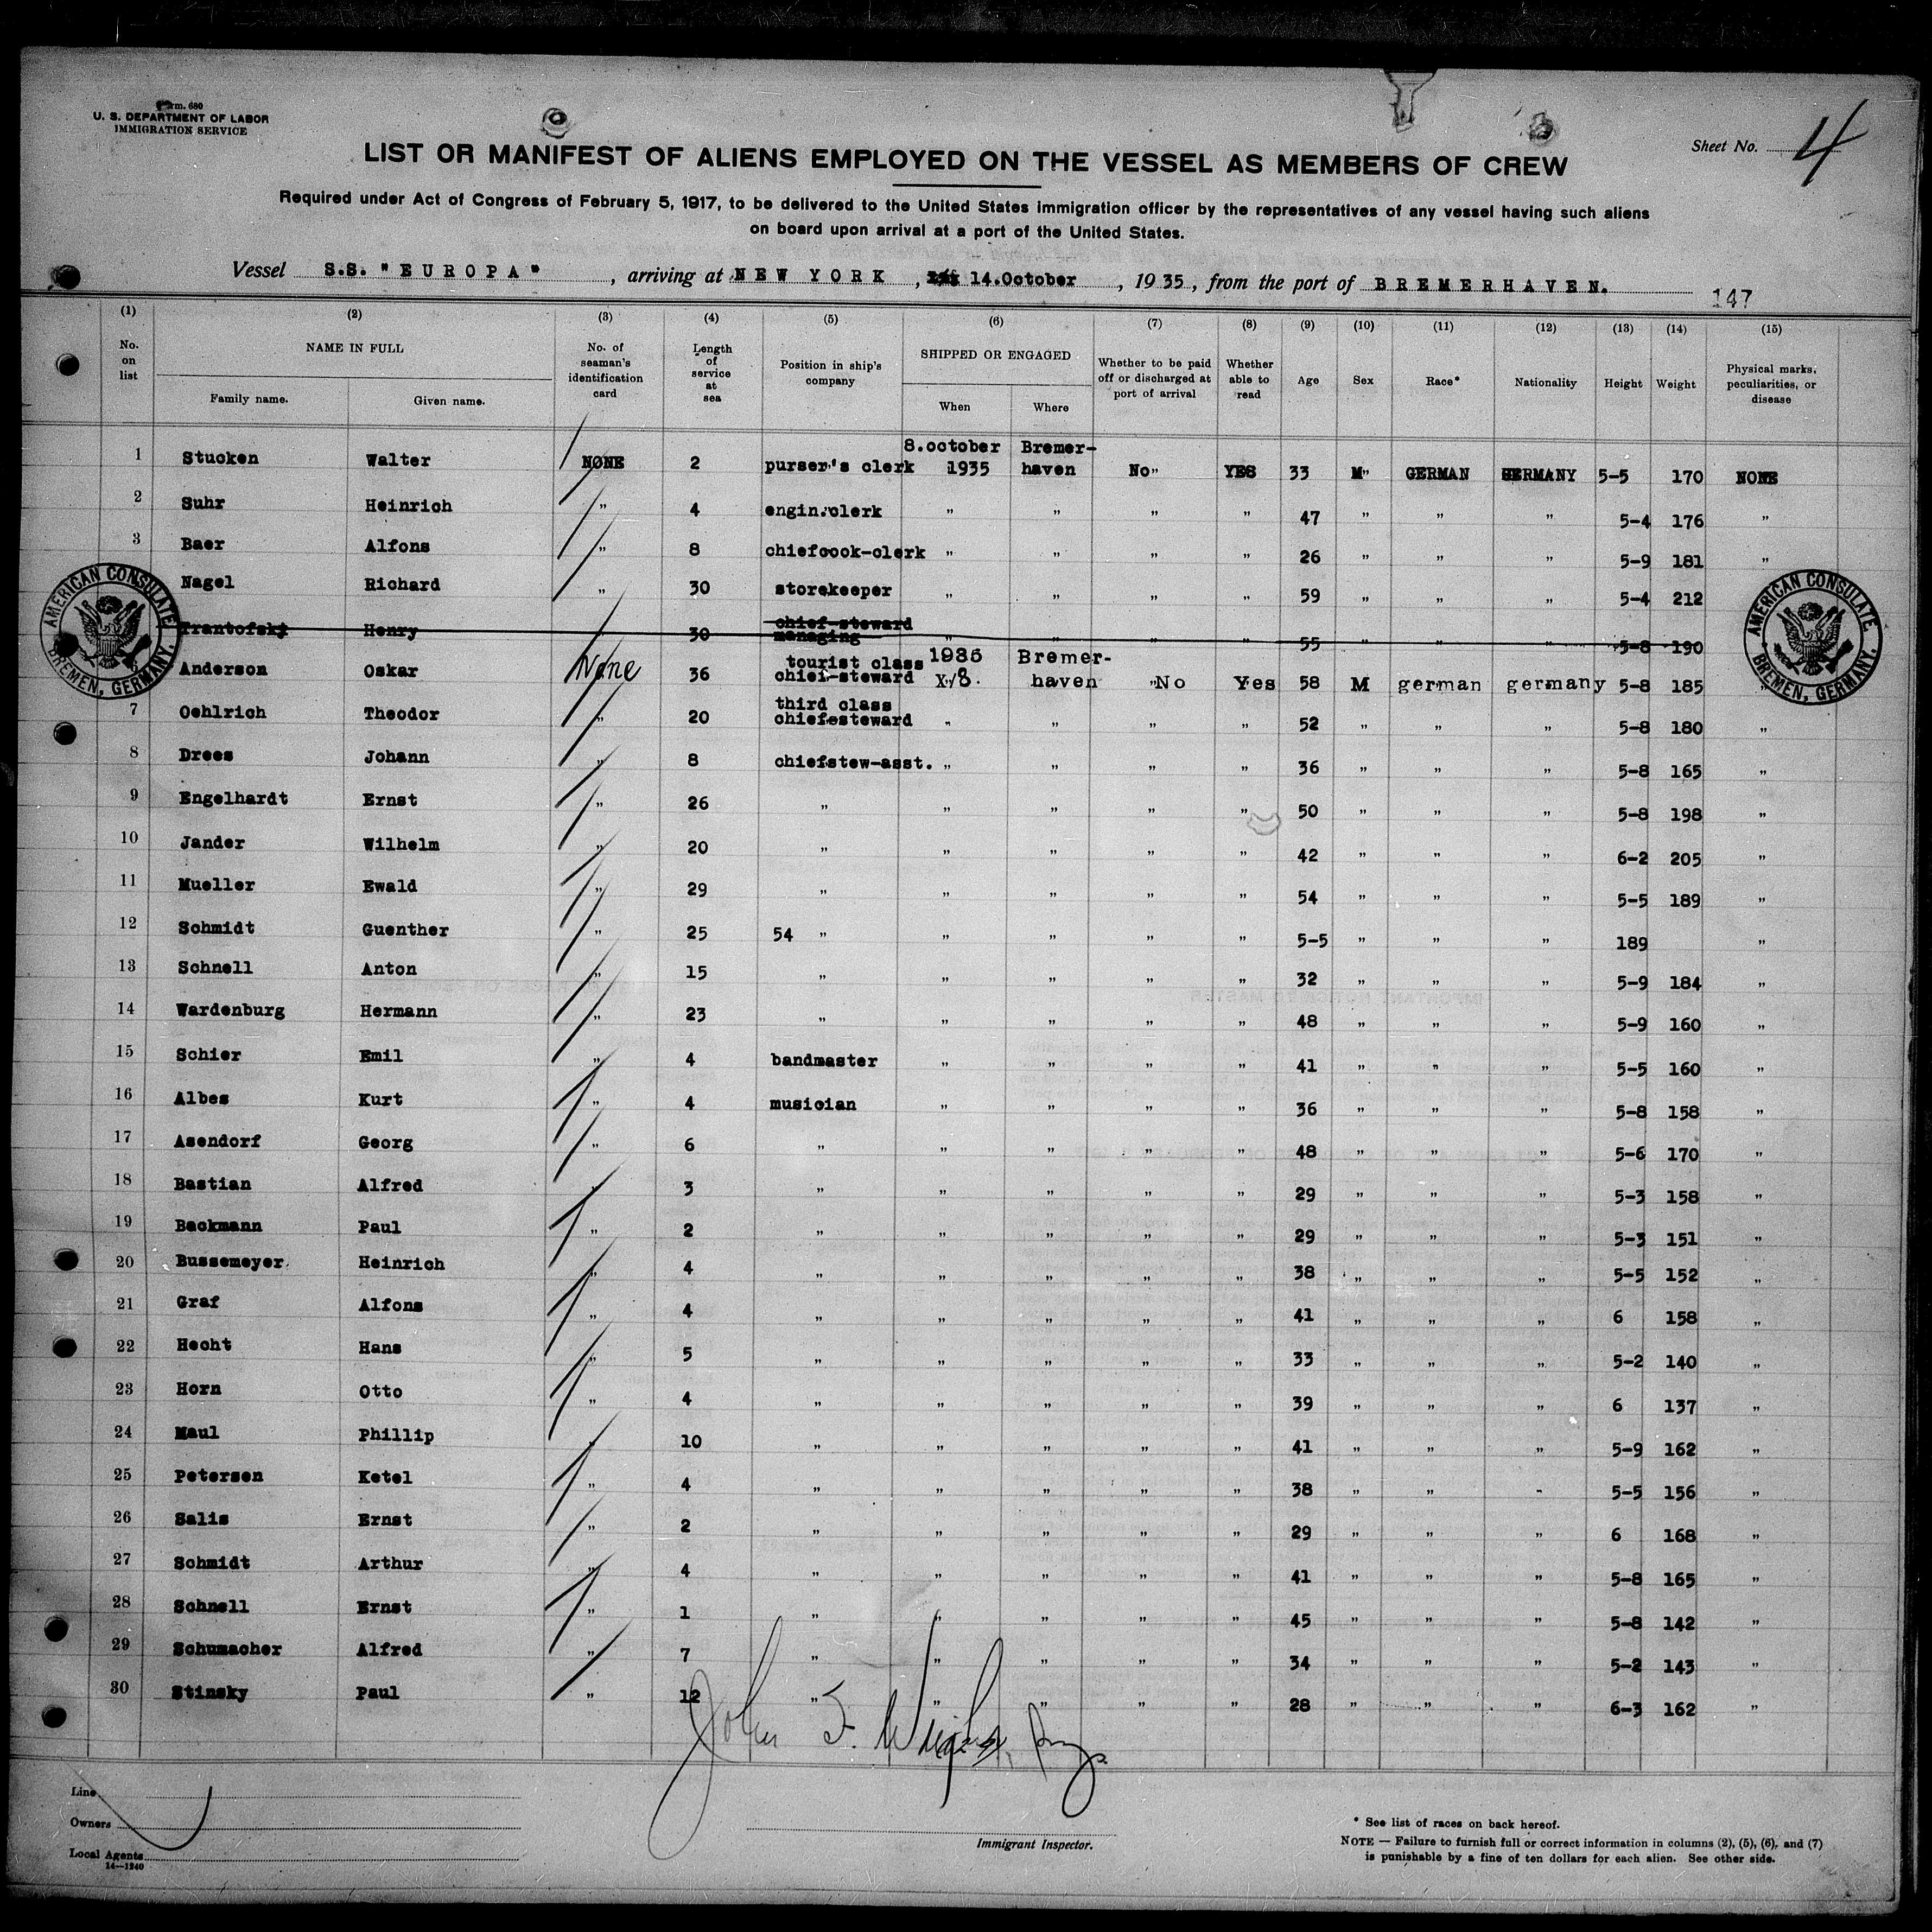 Form. 680
U. S. DEPARTMENT OF LABOR
IMMIGRATION SERVICE
Sheet No. 4
LIST OR MANIFEST OF ALIENS EMPLOYED ON THE VESSEL AS MEMBERS OF CREW
Required under Act of Congress of February 5, 1917, to be delivered to the United States immigration officer by the representatives of any vessel having such aliens
on board upon arrival at a port of the United States.
Vessel S.S. "EUROPA", arriving at NEW YORK, 14.October, 1935, from the port of BREMERHAVEN.
147
(1) (2) (3) (4) (5) (6) (7) (8) (9) (10) (11) (12) (13) (14) (15)
No. on list NAME IN FULL Family name. Given name. No. of seaman's identification card Length of service at sea Position in ship's company SHIPPED OR ENGAGED When Where Whether to be paid off or discharged at port of arrival Whether able to read Age Sex Race* Nationality Height Weight Physical marks, peculiarities, or disease
1 Stucken Walter NONE 2 purser's clerk 8.october 1935 Bremer-haven No" YES 33 M" GERMAN GERMANY 5-5 170 NONE
2 Suhr Heinrich " 4 engin.clerk " " " " 47 " " " 5-4 176 "
3 Baer Alfons " 8 chiefcook-clerk " " " " 26 " " " 5-9 181 "
Nagel Richard " 30 storekeeper " " " " 59 " " " 5-4 212 "
Trantofski Henry " 30 chief-steward managing " " " " 55 " " " 5-8 190
Anderson Oskar None 36 tourist class chief-steward 1935 X/8. Bremer-haven "No Yes 58 M german germany 5-8 185 "
7 Oehlrich Theodor " 20 third class chiefesteward " " " " 52 " " " 5-8 180 "
8 Drees Johann " 8 chiefstew-asst. " " " " 36 " " " 5-8 165 "
9 Engelhardt Ernst " 26 " " " " " 50 " " " 5-8 198 "
10 Jander Wilhelm " 20 " " " " " 42 " " " 6-2 205 "
11 Mueller Ewald " 29 " " " " " 54 " " " 5-5 189 "
12 Schmidt Guenther " 25 54 " " " " " 5-5 " " " 189 "
13 Schnell Anton " 15 " " " " " 32 " " " 5-9 184 "
14 Wardenburg Hermann " 23 " " " " " 48 " " " 5-9 160 "
15 Schier Emil " 4 bandmaster " " " " 41 " " " 5-5 160 "
16 Albes Kurt " 4 musician " " " " 36 " " " 5-8 158 "
17 Asendorf Georg " 6 " " " " " 48 " " " 5-6 170 "
18 Bastian Alfred " 3 " " " " " 29 " " " 5-3 158 "
19 Backmann Paul " 2 " " " " " 29 " " " 5-3 151 "
20 Bussemeyer Heinrich " 4 " " " " " 38 " " " 5-5 152 "
21 Graf Alfons " 4 " " " " " 41 " " " 6 158 "
22 Hecht Hans " 5 " " " " " 33 " " " 5-2 140 "
23 Horn Otto " 4 " " " " " 39 " " " 6 137 "
24 Maul Phillip " 10 " " " " " 41 " " " 5-9 162 "
25 Petersen Ketel " 4 " " " " " 38 " " " 5-5 156 "
26 Salis Ernst " 2 " " " " " 29 " " " 6 168 "
27 Schmidt Arthur " 4 " " " " " 41 " " " 5-8 165 "
28 Schnell Ernst " 1 " " " " " 45 " " " 5-8 142 "
29 Schumacher Alfred " 7 " " " " " 34 " " " 5-2 143 "
30 Stinsky Paul " 12 " " " " " 28 " " " 6-3 162 "
AMERICAN CONSULATE BREMEN, GERMANY.
AMERICAN CONSULATE BREMEN, GERMANY.
John
Line
Owners
Local Agents
14—1240
Immigrant Inspector.
* See list of races on back hereof.
NOTE — Failure to furnish full or correct information in columns (2), (5), (6), and (7)
is punishable by a fine of ten dollars for each alien. See other side.